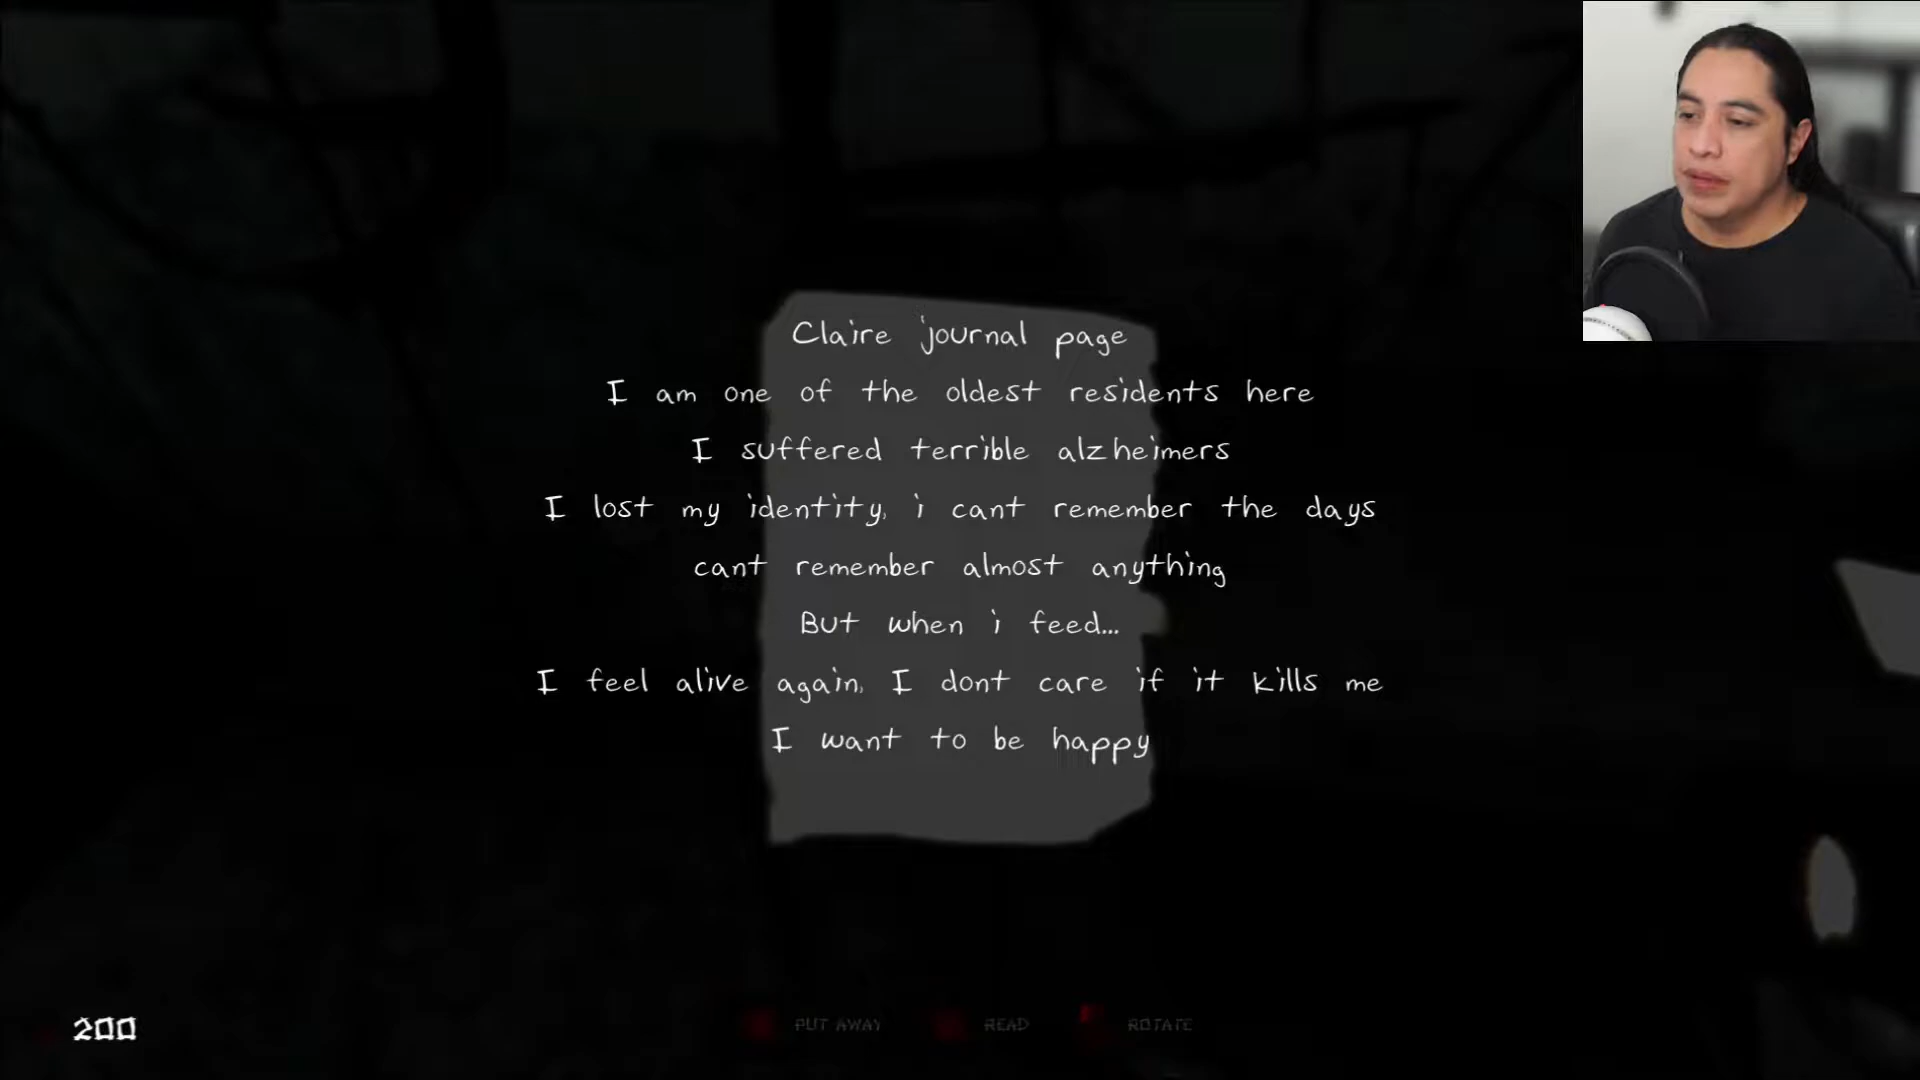 Claire journal page
I am one of the oldest residents here
I suffered terrible alzheimers
I lost my identity, i cant remember the days
cant remember almost anything
But when i feed...
I feel alive again, I dont care if it kills me
I want to be happy
200
PUT AWAY READ ROTATE